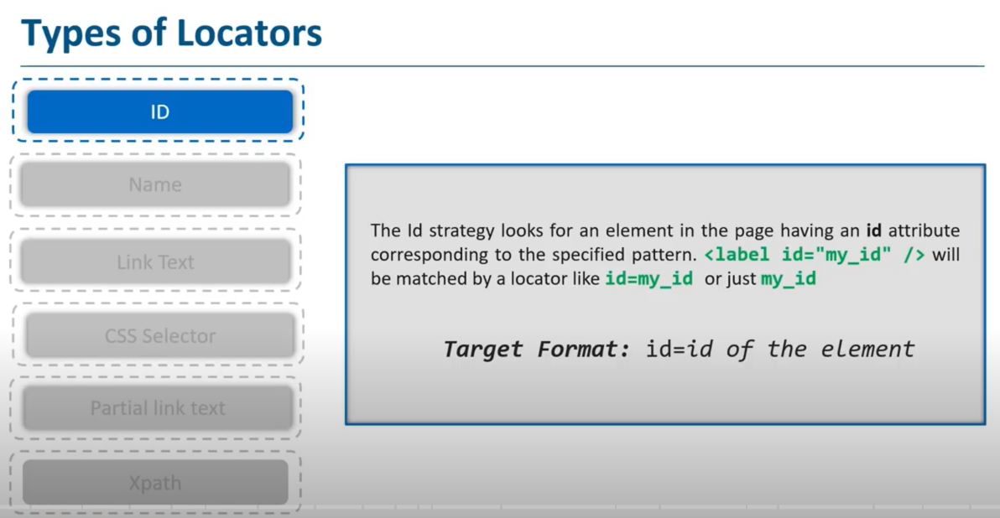 Types of Locators
ID
Name
Link Text
CSS Selector
Partial link text
Xpath
The Id strategy looks for an element in the page having an id attribute
corresponding to the specified pattern. <label id="my_id" /> will
be matched by a locator like id=my_id or just my_id
Target Format: id=id of the element